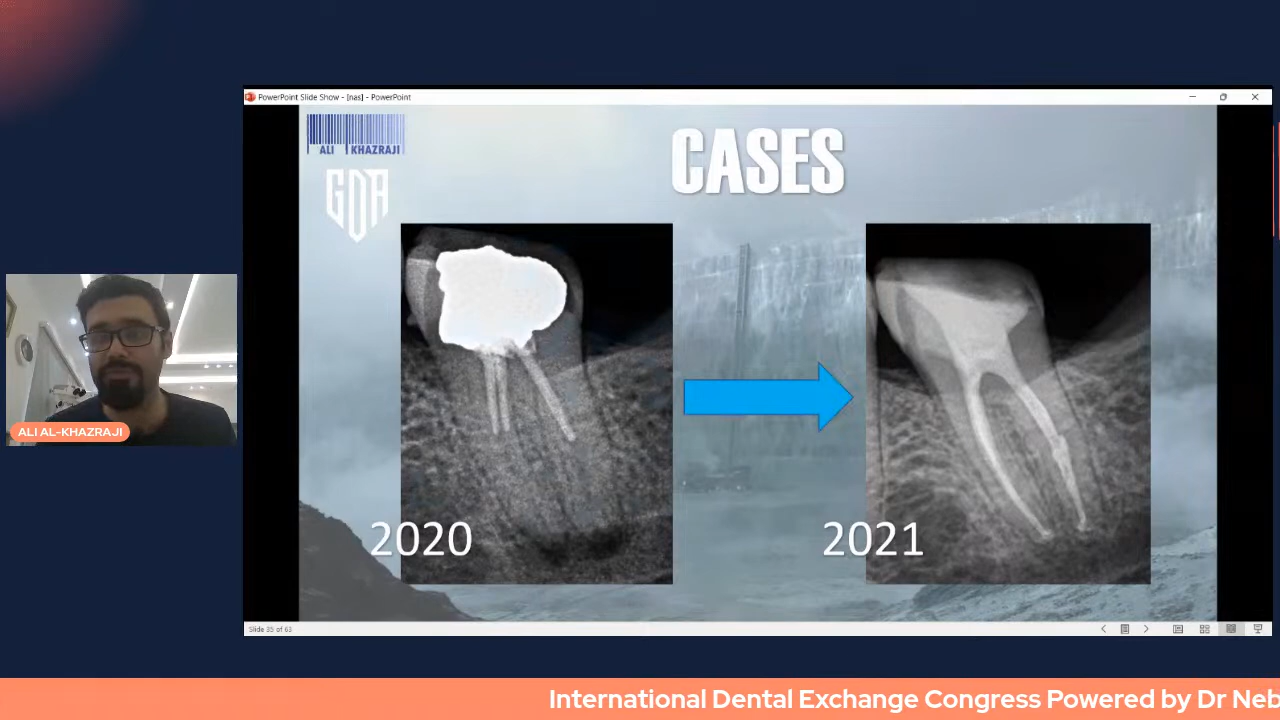 PowerPoint Slide Show - [nas] - PowerPoint
ALI KHAZRAJI
GDA
CASES
2020
2021
ALI AL-KHAZRAJI
Slide 35 of 63
International Dental Exchange Congress Powered by Dr Neb